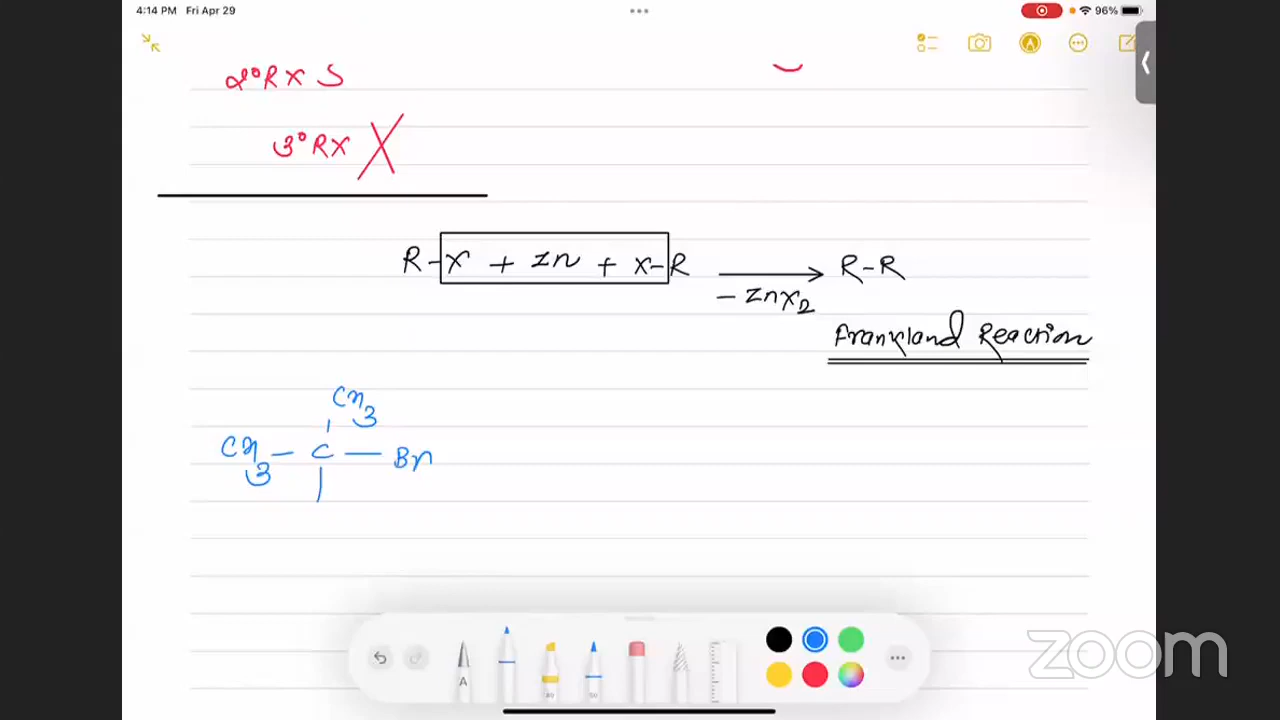 4:14 PM Fri Apr 29
96%
2° RX S
3° RX X
R-X + Zn + X-R → R-R
- ZnX2
Frankland Reaction
CH3
CH3 - C - Br
A
zoom